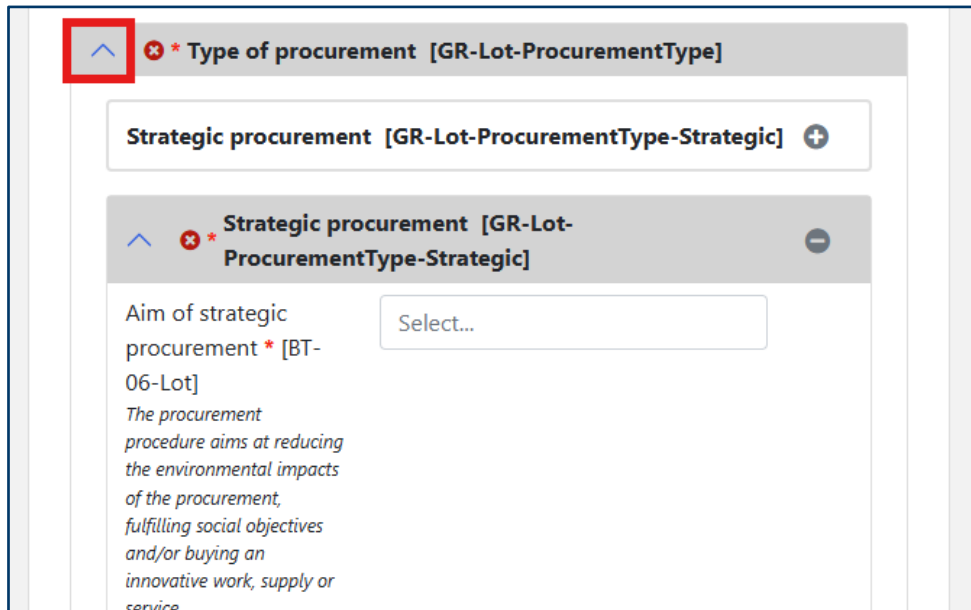 * Type of procurement [GR-Lot-ProcurementType]
Strategic procurement [GR-Lot-ProcurementType-Strategic]
* Strategic procurement [GR-Lot-
ProcurementType-Strategic]
Aim of strategic
procurement * [BT-
06-Lot]
Select...
The procurement
procedure aims at reducing
the environmental impacts
of the procurement,
fulfilling social objectives
and/or buying an
innovative work, supply or
service